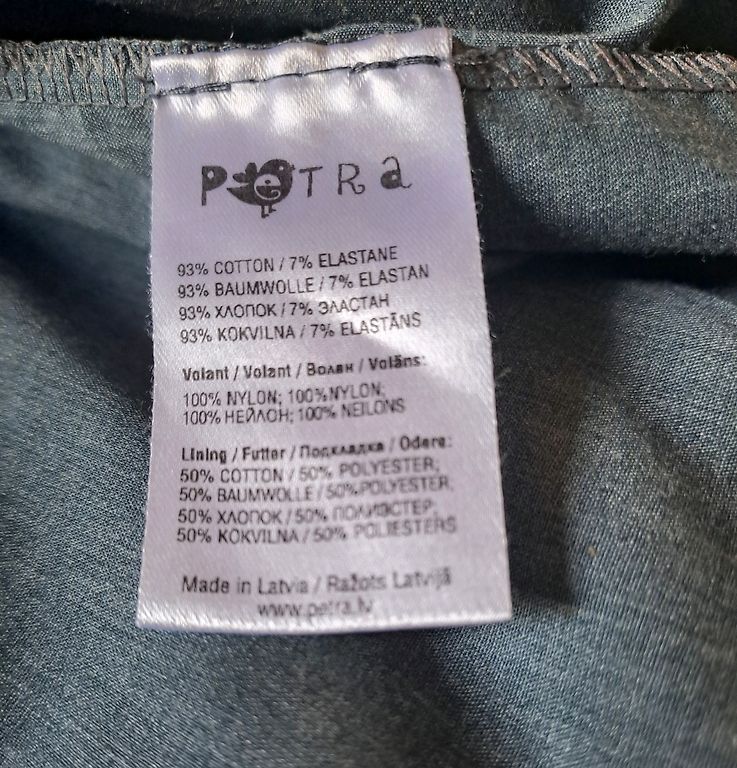 PETRA
93% COTTON / 7% ELASTANE
93% BAUMWOLLE / 7% ELASTAN
93% ХЛОПОК / 7% ЭЛАСТАН
93% KOKVILNA / 7% ELASTĀNS
Volant / Volant / Волан / Volāns:
100% NYLON; 100%NYLON;
100% НЕЙЛОН; 100% NEILONS
Lining / Futter / Подкладка / Odere:
50% COTTON / 50% POLYESTER;
50% BAUMWOLLE / 50%POLYESTER;
50% ХЛОПОК / 50% ПОЛИЭСТЕР;
50% KOKVILNA / 50% POLIESTERS
Made in Latvia / Ražots Latvijā
www.petra.lv